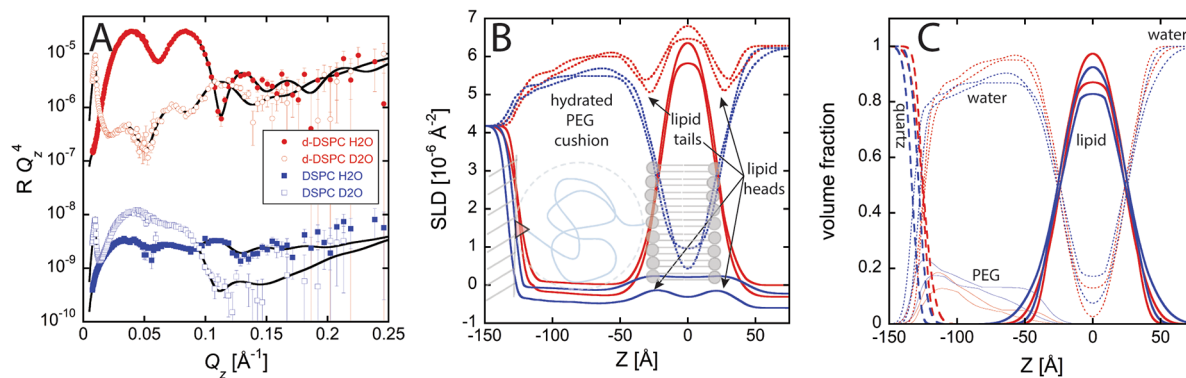 A
R Q_z^4
10^-5
10^-6
10^-7
10^-8
10^-9
10^-10
d-DSPC H2O
d-DSPC D2O
DSPC H2O
DSPC D2O
0 0.05 0.1 0.15 0.2 0.25
Q_z [Å^-1]
B
SLD [10^-6 Å^-2]
7
6
5
4
3
2
1
0
-1
hydrated
PEG
cushion
lipid
tails
lipid
heads
-150 -100 -50 0 50
Z [Å]
C
volume fraction
1
0.8
0.6
0.4
0.2
0
water
water
quartz
lipid
PEG
-150 -100 -50 0 50
Z [Å]